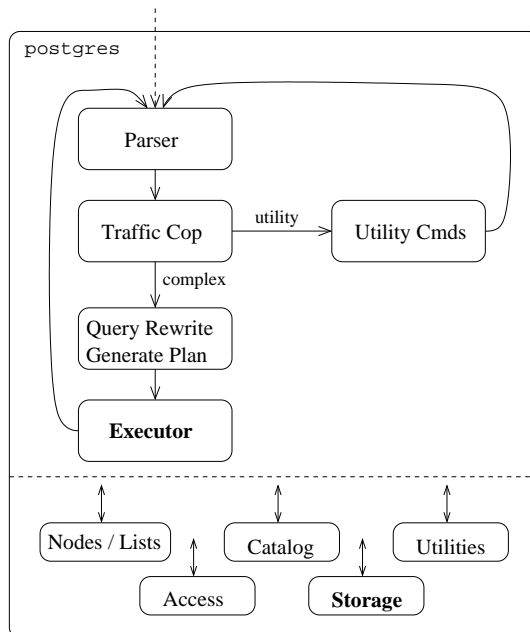 postgres
Parser
Traffic Cop
utility
Utility Cmds
complex
Query Rewrite
Generate Plan
Executor
Nodes / Lists
Catalog
Utilities
Access
Storage